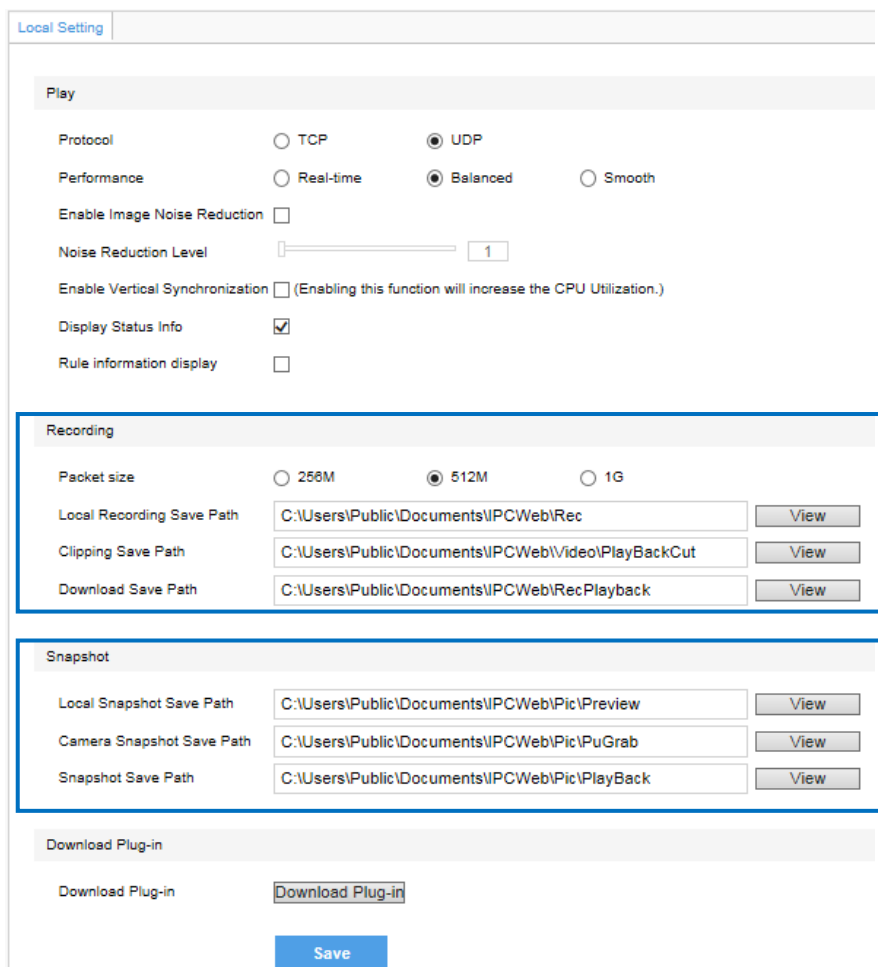 Local Setting
Play
Protocol TCP UDP
Performance Real-time Balanced Smooth
Enable Image Noise Reduction
Noise Reduction Level 1
Enable Vertical Synchronization (Enabling this function will increase the CPU Utilization.)
Display Status Info
Rule information display
Recording
Packet size 256M 512M 1G
Local Recording Save Path C:\Users\Public\Documents\IPCWeb\Rec View
Clipping Save Path C:\Users\Public\Documents\IPCWeb\Video\PlayBackCut View
Download Save Path C:\Users\Public\Documents\IPCWeb\RecPlayback View
Snapshot
Local Snapshot Save Path C:\Users\Public\Documents\IPCWeb\Pic\Preview View
Camera Snapshot Save Path C:\Users\Public\Documents\IPCWeb\Pic\PuGrab View
Snapshot Save Path C:\Users\Public\Documents\IPCWeb\Pic\PlayBack View
Download Plug-in
Download Plug-in Download Plug-in
Save